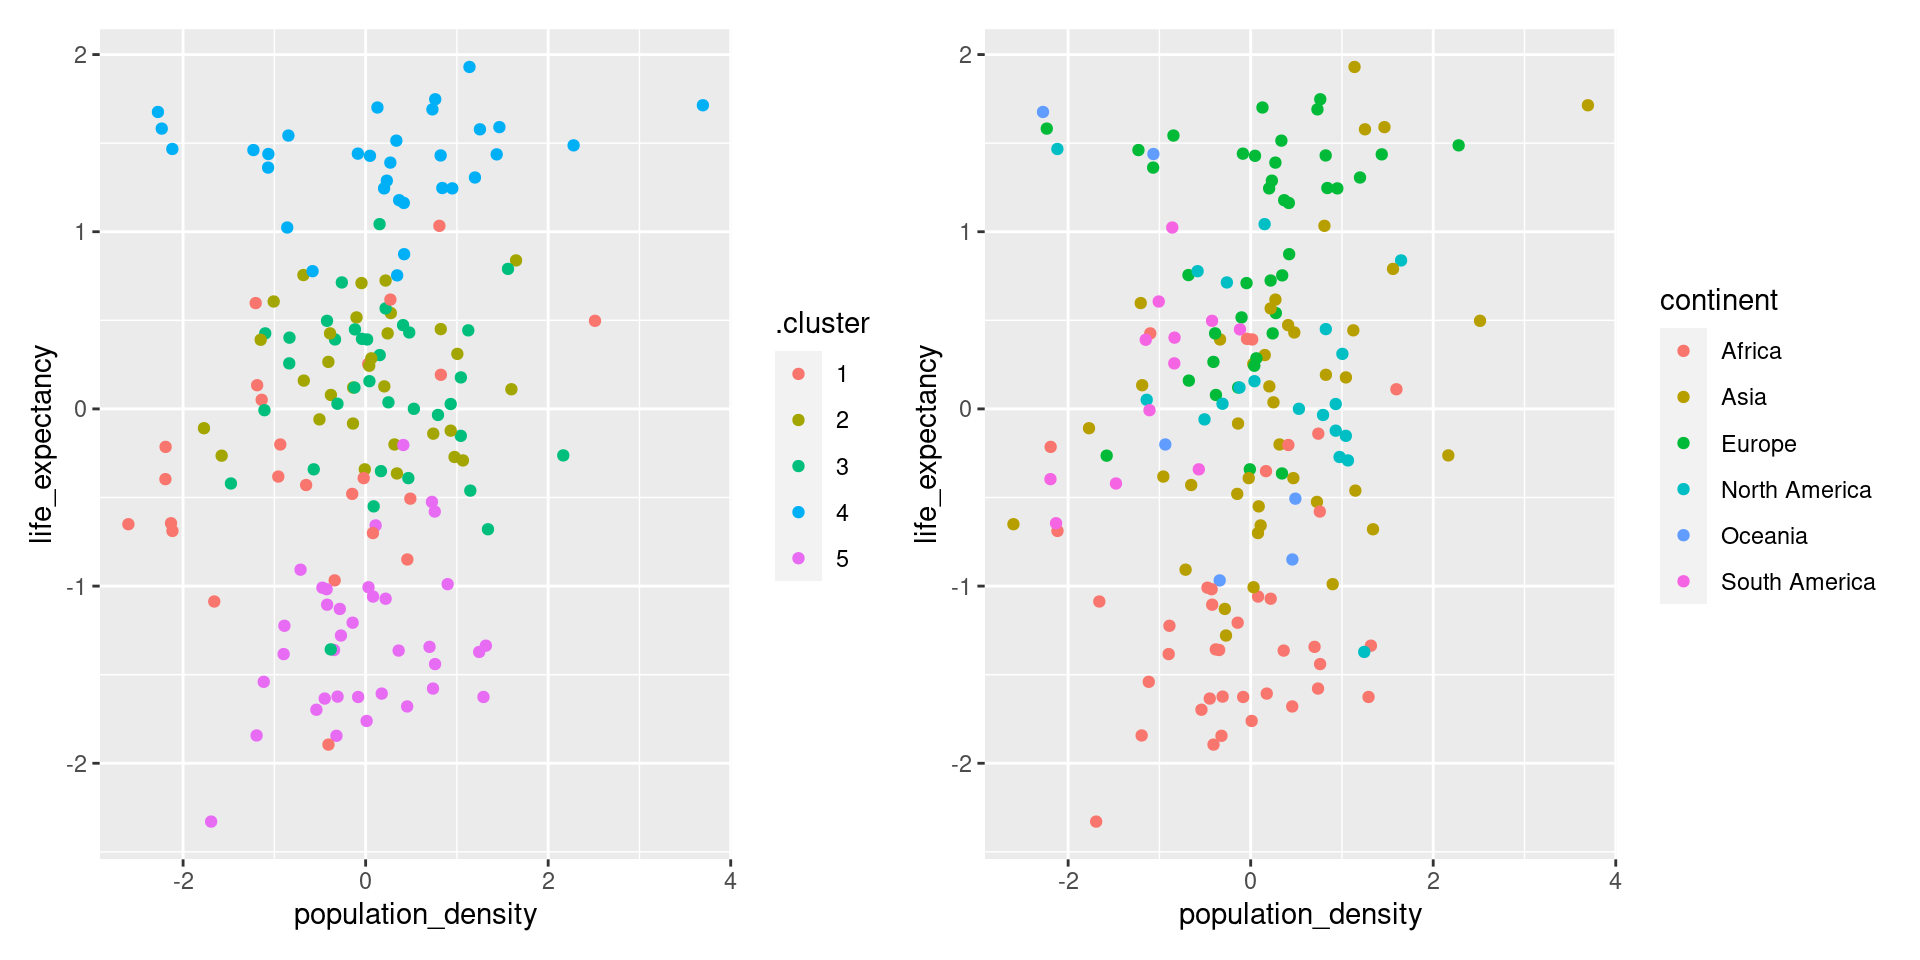 2
1
0
-1
-2
life_expectancy
-2 0 2 4
population_density
.cluster
1
2
3
4
5
2
1
0
-1
-2
life_expectancy
-2 0 2 4
population_density
continent
Africa
Asia
Europe
North America
Oceania
South America